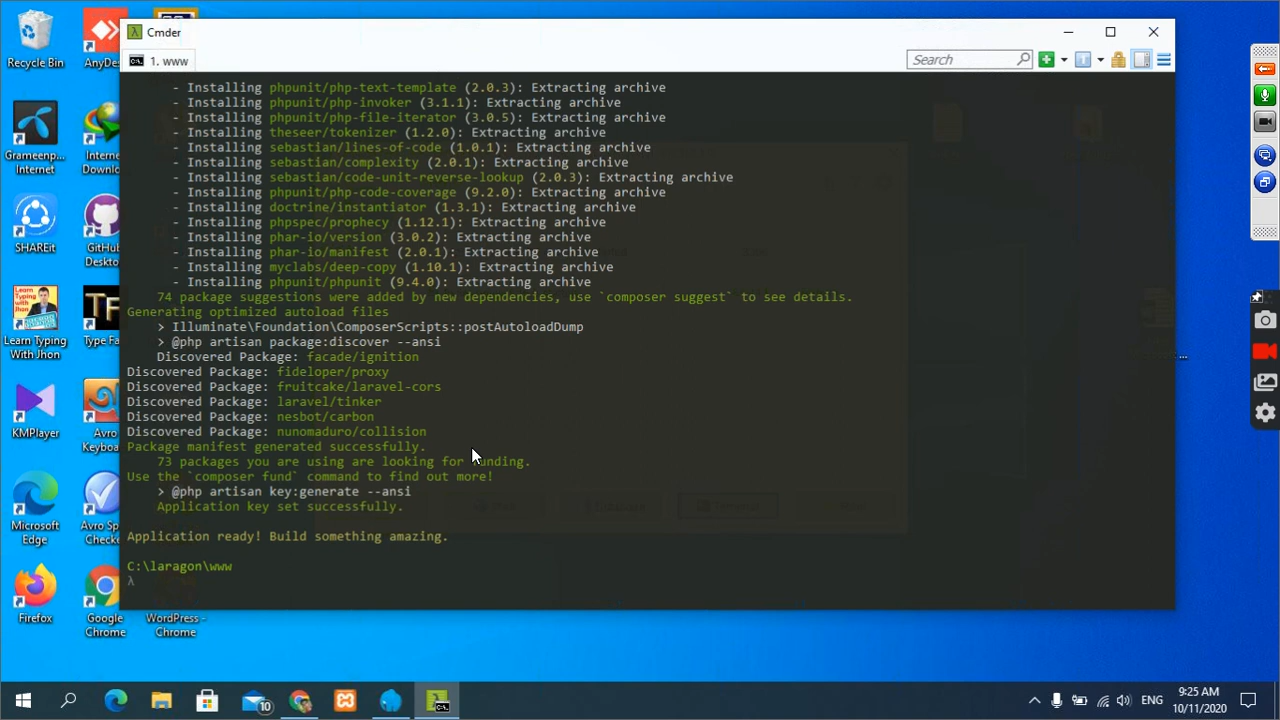 Cmder
1. www
Search
- Installing phpunit/php-text-template (2.0.3): Extracting archive
- Installing phpunit/php-invoker (3.1.1): Extracting archive
- Installing phpunit/php-file-iterator (3.0.5): Extracting archive
- Installing theseer/tokenizer (1.2.0): Extracting archive
- Installing sebastian/lines-of-code (1.0.1): Extracting archive
- Installing sebastian/complexity (2.0.1): Extracting archive
- Installing sebastian/code-unit-reverse-lookup (2.0.3): Extracting archive
- Installing phpunit/php-code-coverage (9.2.0): Extracting archive
- Installing doctrine/instantiator (1.3.1): Extracting archive
- Installing phpspec/prophecy (1.12.1): Extracting archive
- Installing phar-io/version (3.0.2): Extracting archive
- Installing phar-io/manifest (2.0.1): Extracting archive
- Installing myclabs/deep-copy (1.10.1): Extracting archive
- Installing phpunit/phpunit (9.4.0): Extracting archive
74 package suggestions were added by new dependencies, use `composer suggest` to see details.
Generating optimized autoload files
> Illuminate\Foundation\ComposerScripts::postAutoloadDump
> @php artisan package:discover --ansi
Discovered Package: facade/ignition
Discovered Package: fideloper/proxy
Discovered Package: fruitcake/laravel-cors
Discovered Package: laravel/tinker
Discovered Package: nesbot/carbon
Discovered Package: nunomaduro/collision
Package manifest generated successfully.
73 packages you are using are looking for funding.
Use the `composer fund` command to find out more!
> @php artisan key:generate --ansi
Application key set successfully.
Application ready! Build something amazing.
C:\laragon\www
λ
Recycle Bin
AnyDes
Grameenp...
Internet
Interne
Downlo
SHAREit
GitHub
Deskto
Learn Typing
With Jhon
TF
Type Fa
KMPlayer
Avro
Keyboa
Microsoft
Edge
Avro Sp
Checke
Firefox
Google
Chrome
WordPress -
Chrome
10
ENG
9:25 AM
10/11/2020